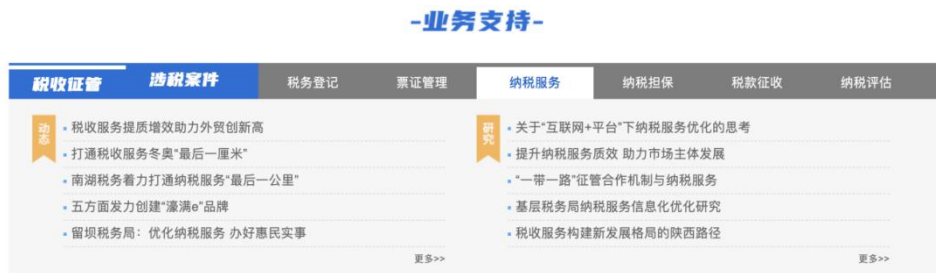 -业务支持-
税收征管 涉税案件 税务登记 票证管理 纳税服务 纳税担保 税款征收 纳税评估
动态
税收服务提质增效助力外贸创新高
打通税收服务冬奥“最后一厘米”
南湖税务着力打通纳税服务“最后一公里”
五方面发力创建“濠满e”品牌
留坝税务局：优化纳税服务 办好惠民实事
更多>>
研究
关于“互联网+平台”下纳税服务优化的思考
提升纳税服务质效 助力市场主体发展
“一带一路”征管合作机制与纳税服务
基层税务局纳税服务信息化优化研究
税收服务构建新发展格局的陕西路径
更多>>